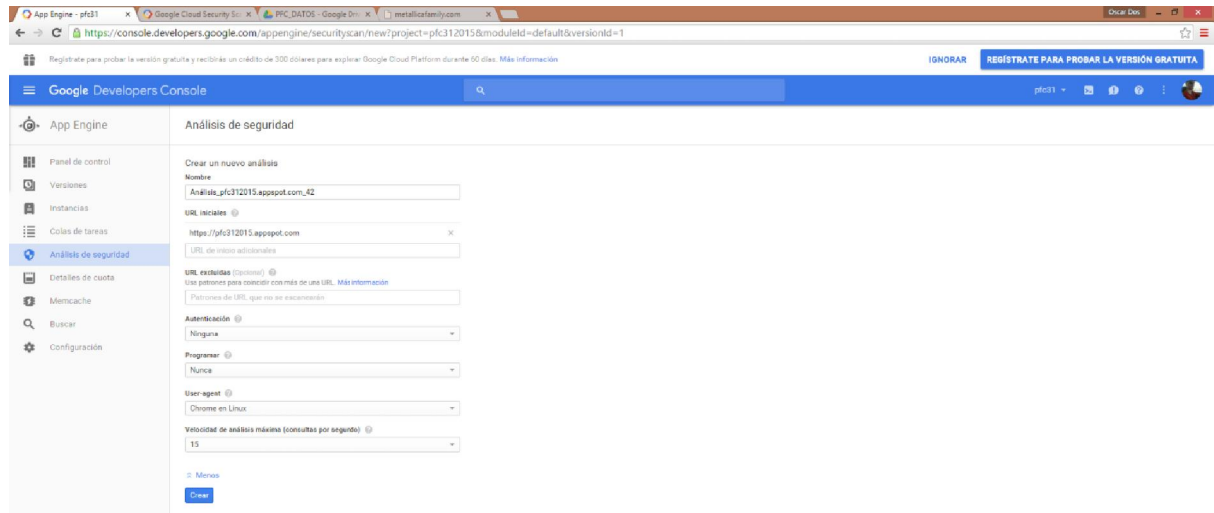 App Engine - pfc31
Google Cloud Security Sc
PFC_DATOS - Google Dri
metallicafamily.com
Oscar Dos
https://console.developers.google.com/appengine/securityscan/new?project=pfc312015&moduleId=default&versionId=1
Regístrate para probar la versión gratuita y recibirás un crédito de 300 dólares para explorar Google Cloud Platform durante 60 días. Más información
IGNORAR
REGÍSTRATE PARA PROBAR LA VERSIÓN GRATUITA
Google Developers Console
pfc31
App Engine
Análisis de seguridad
Panel de control
Versiones
Instancias
Colas de tareas
Análisis de seguridad
Detalles de cuota
Memcache
Buscar
Configuración
Crear un nuevo análisis
Nombre
Análisis_pfc312015.appspot.com_42
URL iniciales
https://pfc312015.appspot.com
URL de inicio adicionales
URL excluidas (Opcional)
Use patrones para coincidir con más de una URL. Más información
Patrones de URL que no se escanearán
Autenticación
Ninguna
Programar
Nunca
User-agent
Chrome en Linux
Velocidad de análisis máxima (consultas por segundo)
15
Menos
Crear